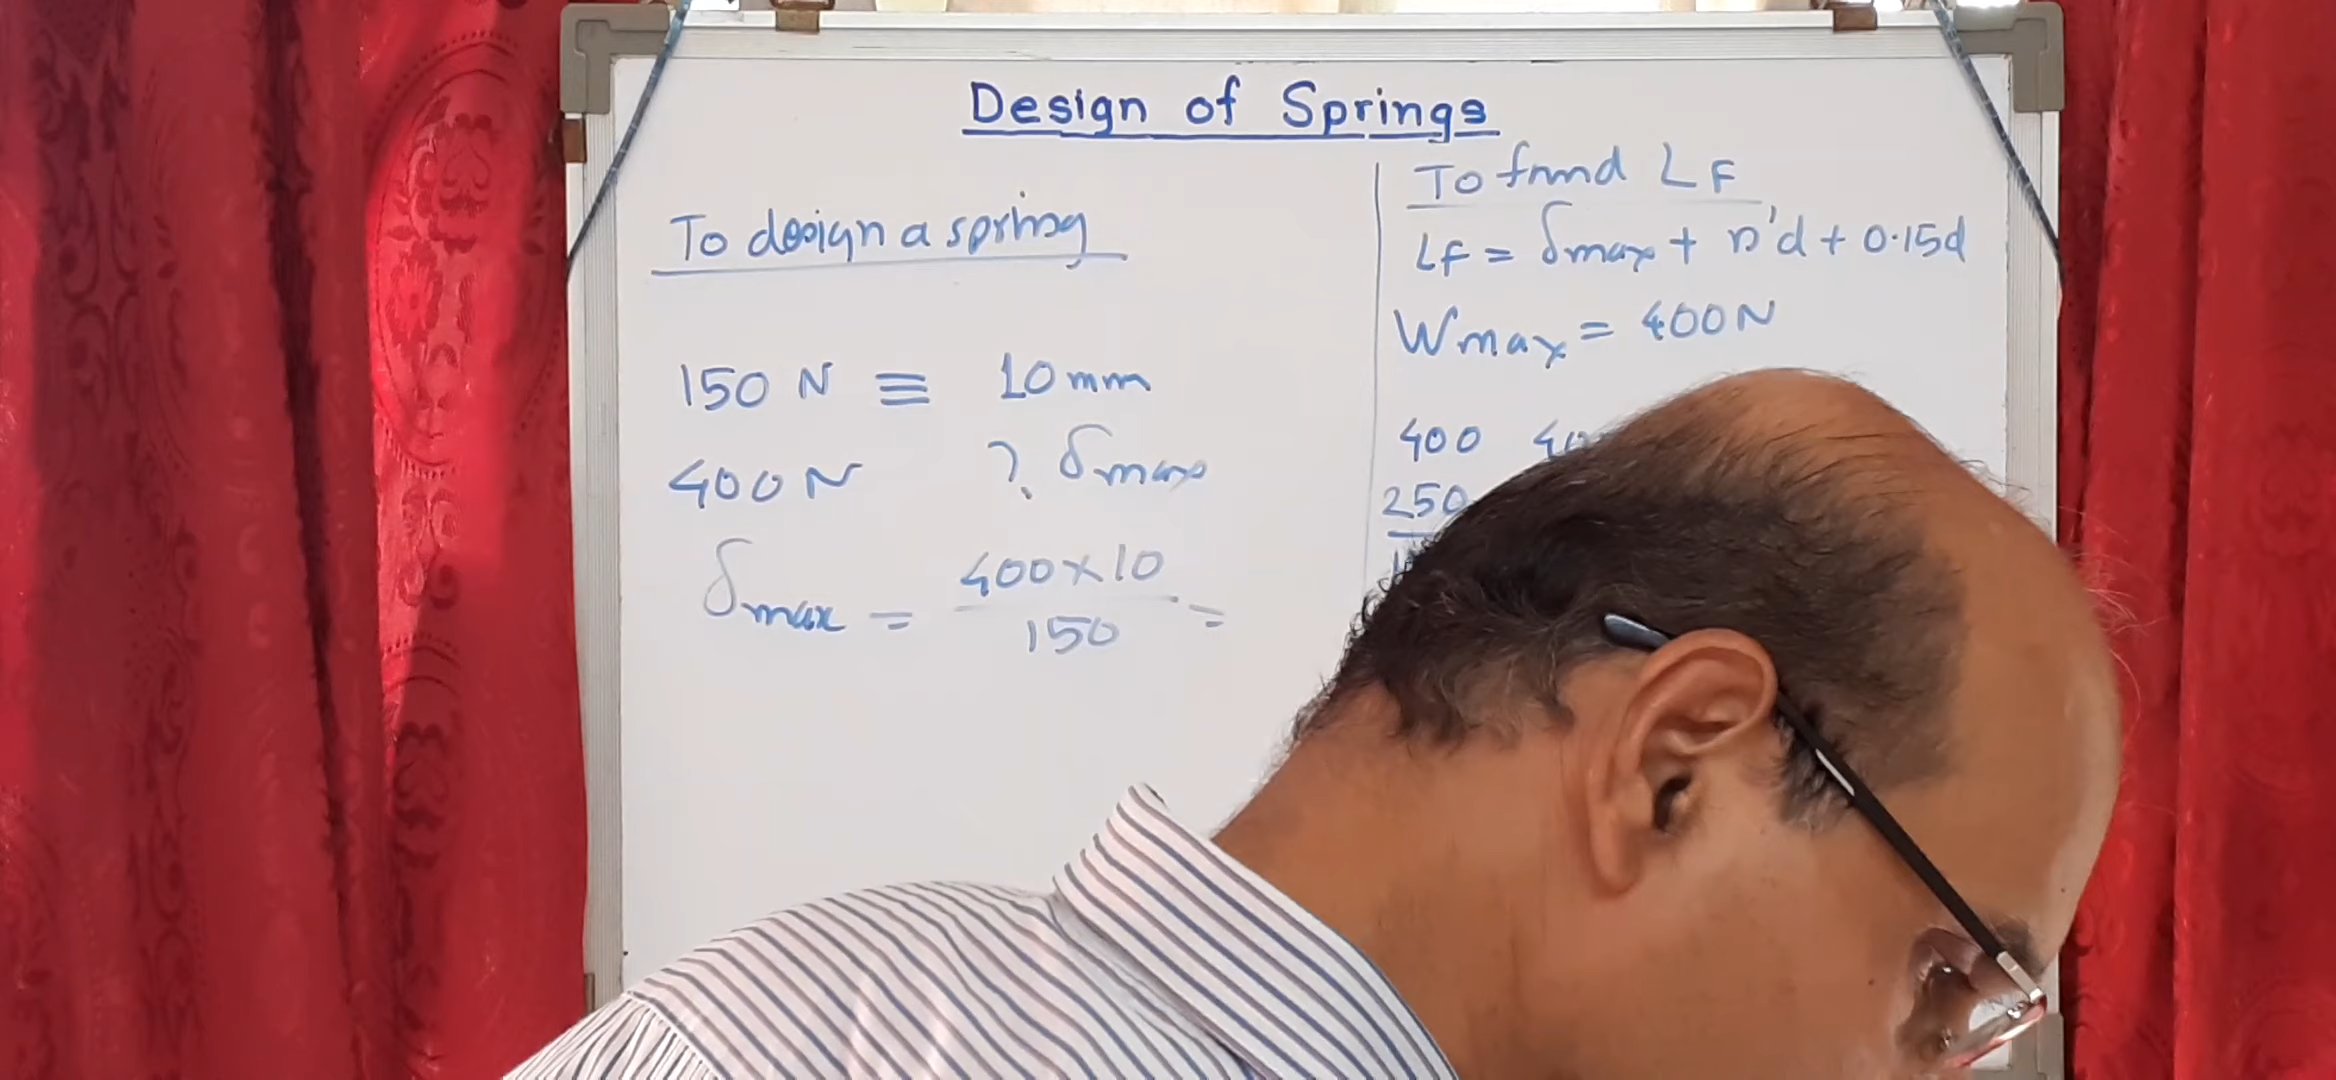 Design of Springs
To design a spring
150 N ≡ 10 mm
400 N ? δmax
δmax = 400 × 10 / 150 =
To find LF
LF = δmax + n'd + 0.15d
Wmax = 400 N
400
250